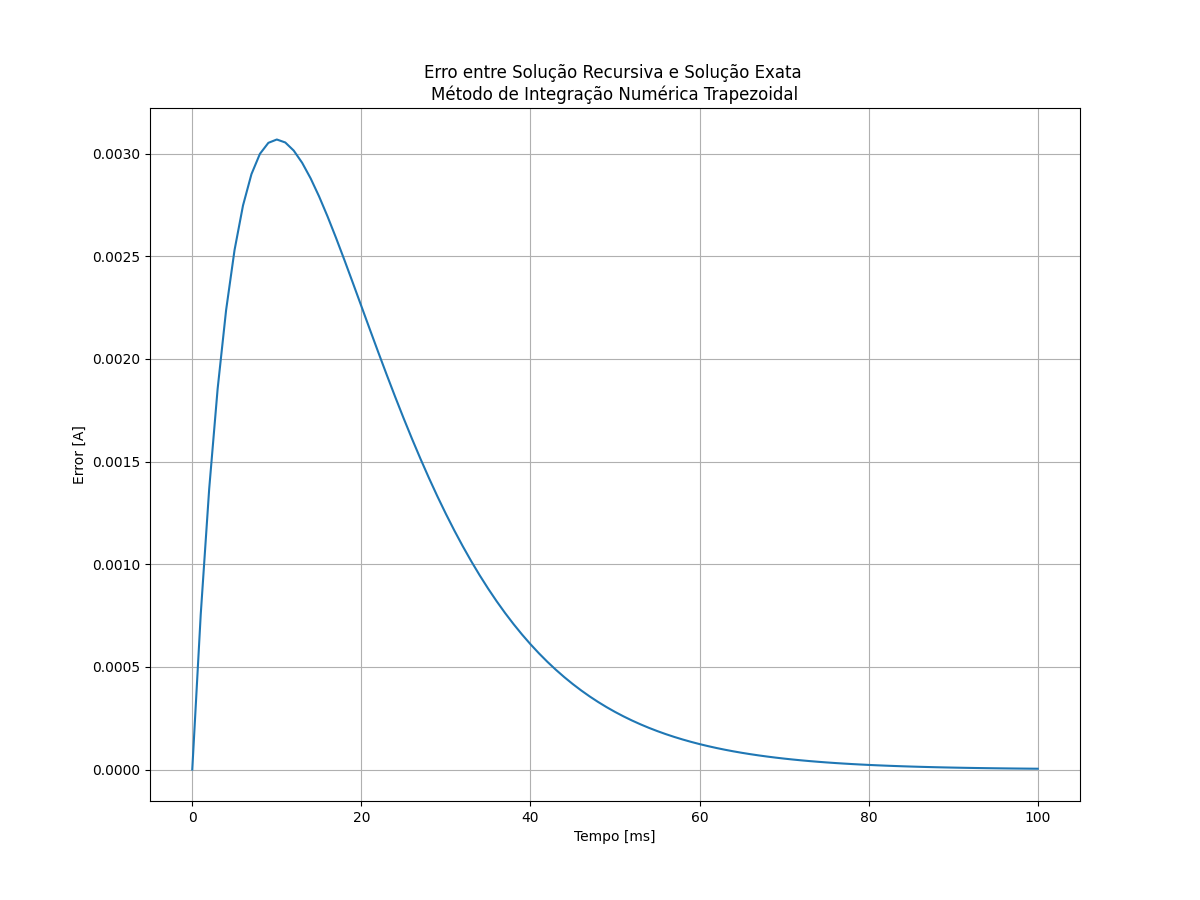 Erro entre Solução Recursiva e Solução Exata
Método de Integração Numérica Trapezoidal
0.0030
0.0025
0.0020
0.0015
0.0010
0.0005
0.0000
Error [A]
0 20 40 60 80 100
Tempo [ms]